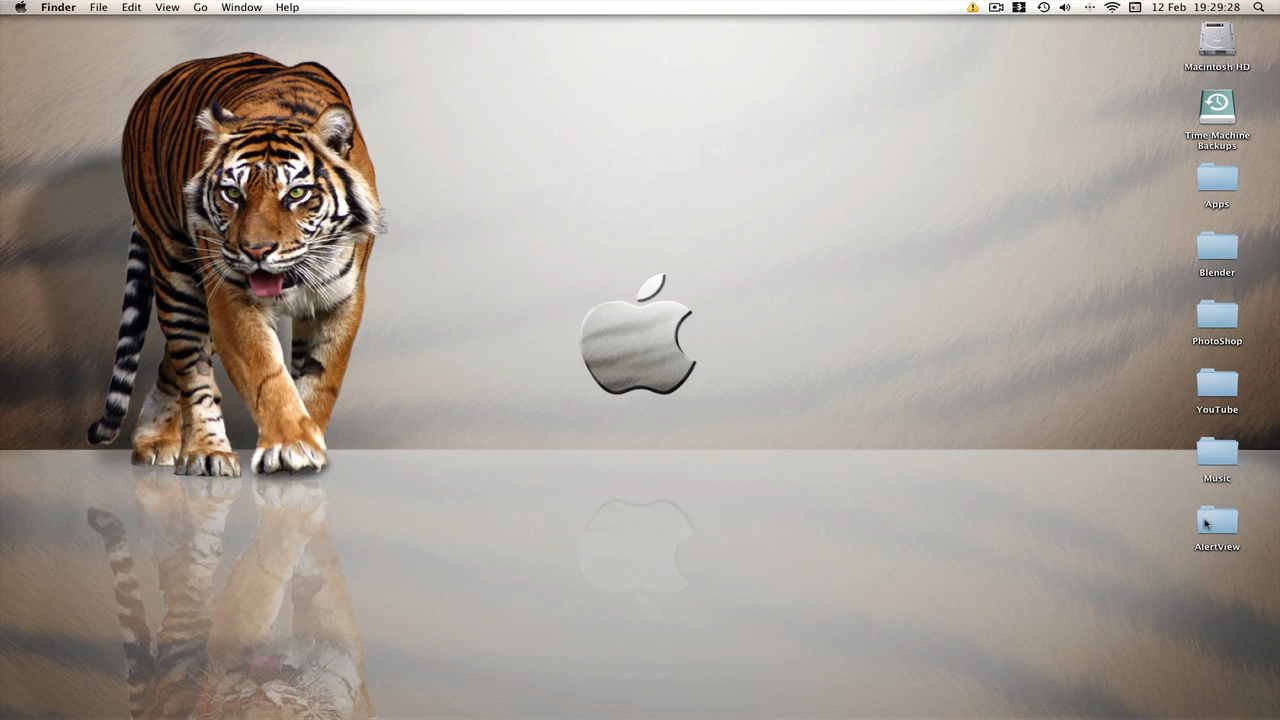 Finder File Edit View Go Window Help
12 Feb 19:29:28
Macintosh HD
Time Machine
Backups
Apps
Blender
PhotoShop
YouTube
Music
AlertView